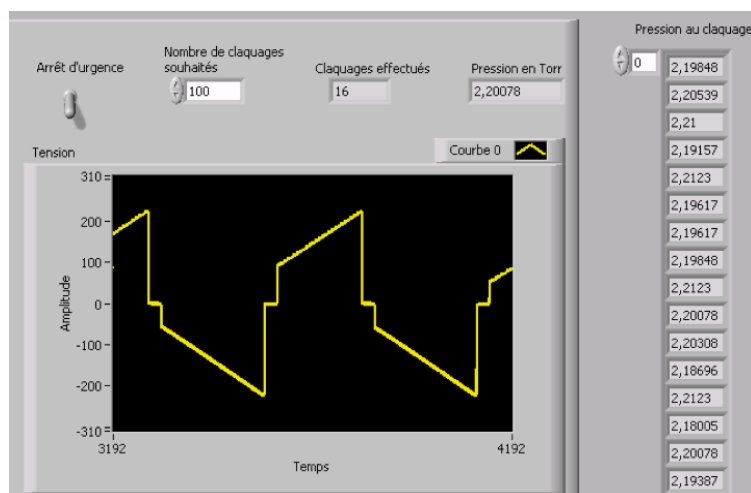 Pression au claquage
Nombre de claquages
souhaités
Arrêt d'urgence
Claquages effectués
Pression en Torr
0
100
16
2,20078
Tension
Courbe 0
310
200
100
0
-100
-200
-310
Amplitude
3192
4192
Temps
2,19848
2,20539
2,21
2,19157
2,2123
2,19617
2,19617
2,19848
2,2123
2,20078
2,20308
2,18696
2,2123
2,18005
2,20078
2,19387